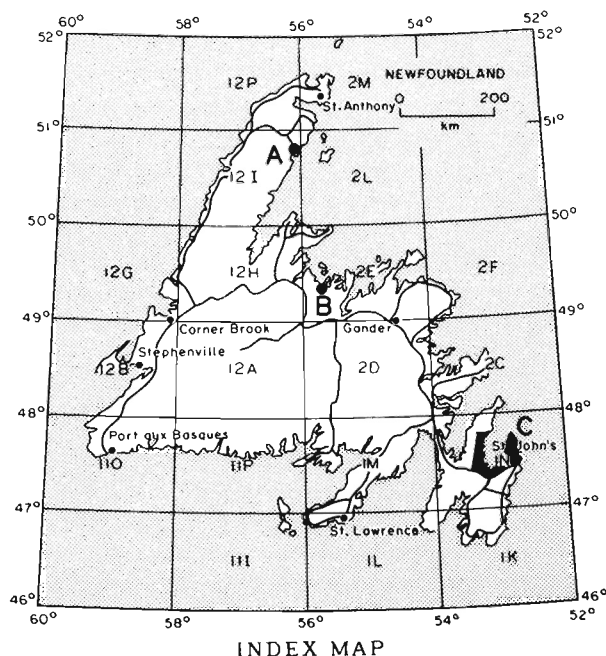 60° 58° 56° 54° 52°
52° 52°
12P 2M NEWFOUNDLAND
St. Anthony 0 200
km
51° 51°
A
12I 2L
50° 50°
12G 12H 2E 2F
B
49° 49°
Corner Brook Gander
Stephenville
12B 12A 2D 2C
48° 48°
C
Port aux Basques St. John's
11O 11P 1M 1N
47° 47°
St. Lawrence
11I 1L 1K
46° 46°
60° 58° 56° 54° 52°
INDEX MAP